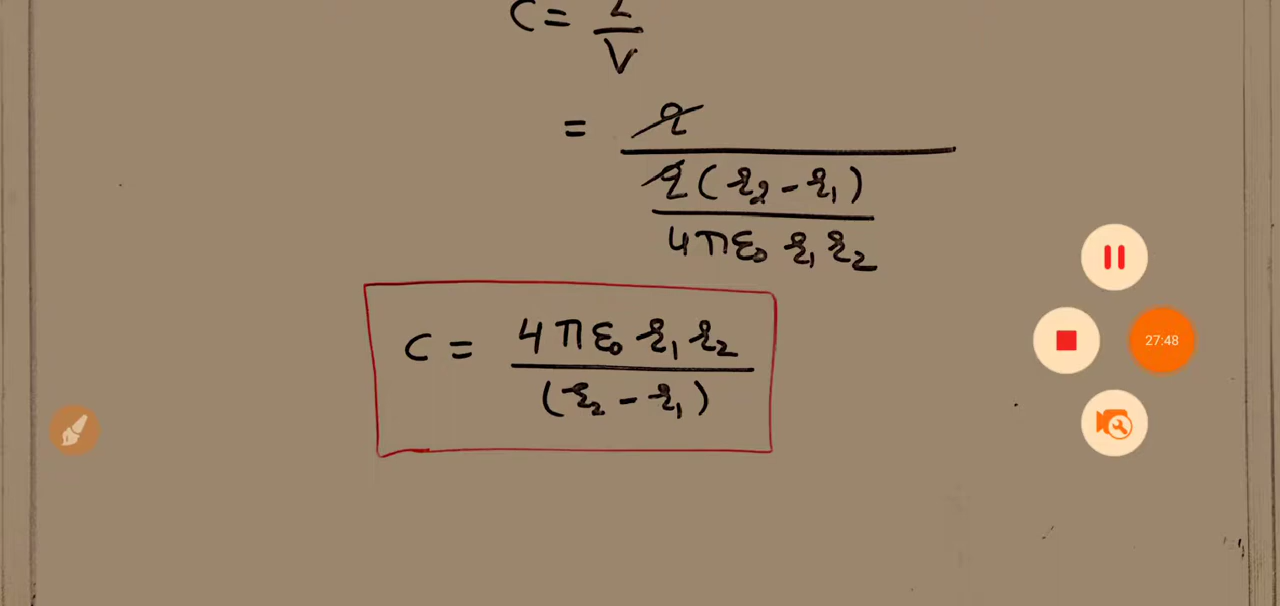 C = q/V
= q / (q(r₂ - r₁) / 4πε₀ r₁ r₂)
C = 4πε₀ r₁ r₂ / (r₂ - r₁)
27:48